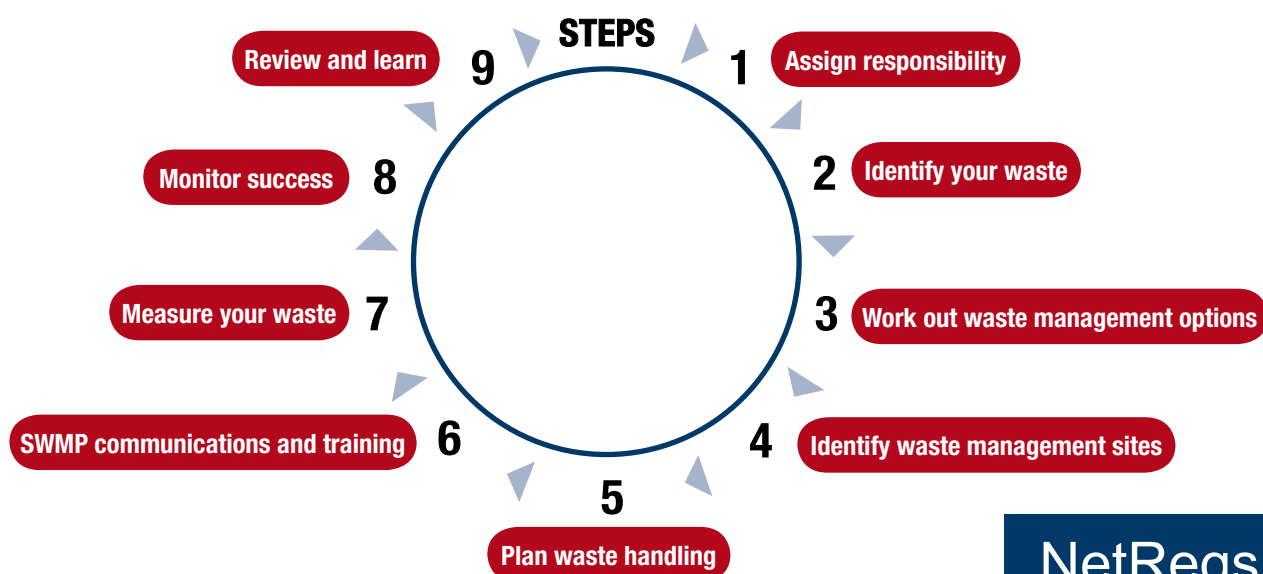 STEPS
1
Assign responsibility
2
Identify your waste
3
Work out waste management options
4
Identify waste management sites
5
Plan waste handling
6
SWMP communications and training
7
Measure your waste
8
Monitor success
9
Review and learn
NetRegs